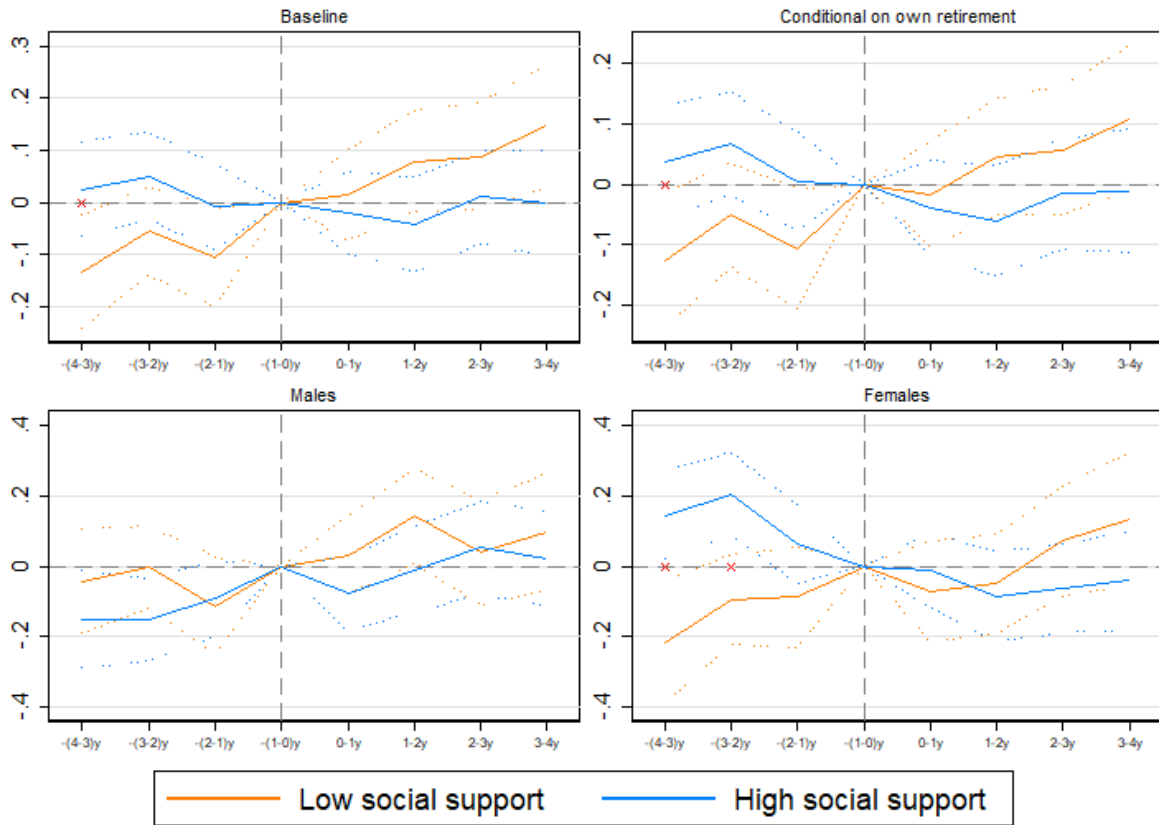 Baseline
.3
.2
.1
0
-.1
-.2
-(4-3)y -(3-2)y -(2-1)y -(1-0)y 0-1y 1-2y 2-3y 3-4y
Conditional on own retirement
.2
.1
0
-.1
-.2
-(4-3)y -(3-2)y -(2-1)y -(1-0)y 0-1y 1-2y 2-3y 3-4y
Males
.4
.2
0
-.2
-.4
-(4-3)y -(3-2)y -(2-1)y -(1-0)y 0-1y 1-2y 2-3y 3-4y
Females
.4
.2
0
-.2
-.4
-(4-3)y -(3-2)y -(2-1)y -(1-0)y 0-1y 1-2y 2-3y 3-4y
Low social support High social support